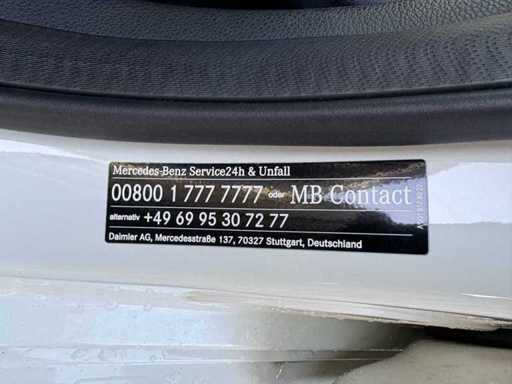 Mercedes-Benz Service24h & Unfall
00800 1 777 7777 oder MB Contact
alternativ +49 69 95 30 72 77
Daimler AG, Mercedesstraße 137, 70327 Stuttgart, Deutschland